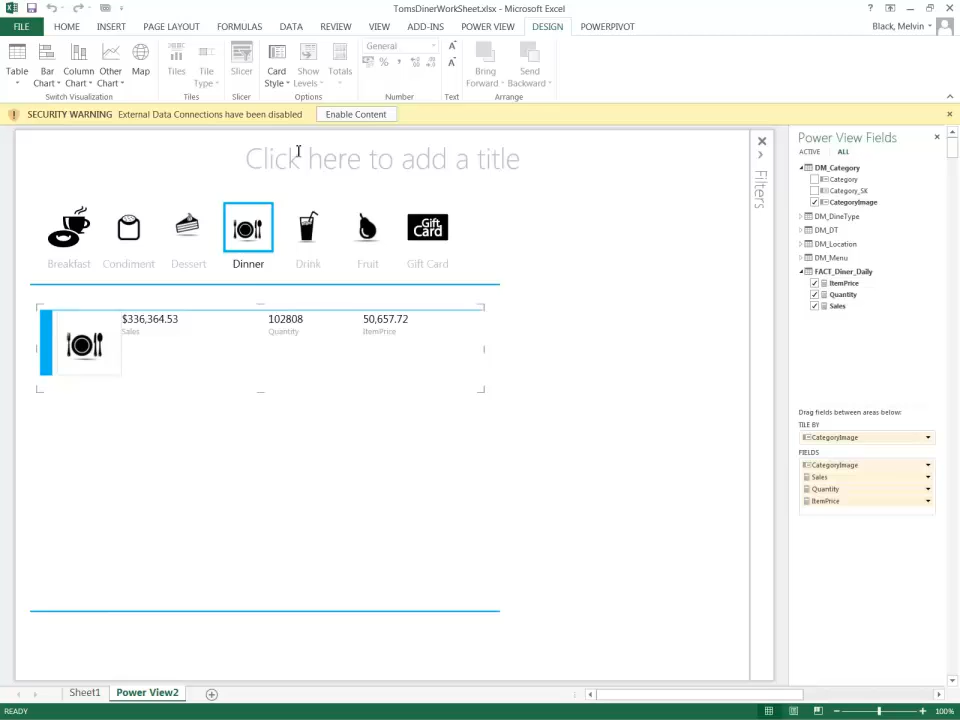 TomsDinerWorkSheet.xlsx - Microsoft Excel
FILE HOME INSERT PAGE LAYOUT FORMULAS DATA REVIEW VIEW ADD-INS POWER VIEW DESIGN POWERPIVOT
Black, Melvin
General
Table Bar Column Other Map Tiles Tile Slicer Card Show Totals Bring Send
Chart Chart Chart Type Style Levels Forward Backward
Switch Visualization Tiles Slicer Options Number Text Arrange
SECURITY WARNING External Data Connections have been disabled Enable Content
Click here to add a title
Filters
Gift Card
Breakfast Condiment Dessert Dinner Drink Fruit Gift Card
$336,364.53 102808 50,657.72
Sales Quantity ItemPrice
Power View Fields
ACTIVE ALL
DM_Category
Category
Category_SK
CategoryImage
DM_DineType
DM_DT
DM_Location
DM_Menu
FACT_Diner_Daily
ItemPrice
Quantity
Sales
Drag fields between areas below:
TILE BY
CategoryImage
FIELDS
CategoryImage
Sales
Quantity
ItemPrice
Sheet1 Power View2
READY 100%